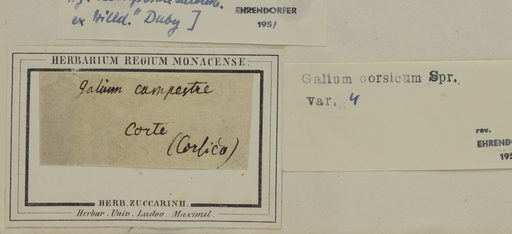 ex Willd." Duby ]
EHRENDORFER
1951
HERBARIUM REGIUM MONACENSE.
galium campestre
Corte
(Corsica)
HERB. ZUCCARINII.
Herbar. Univ. Ludov. Maximil.
Galium corsicum Spr.
var. 4
rev.
EHRENDO
195